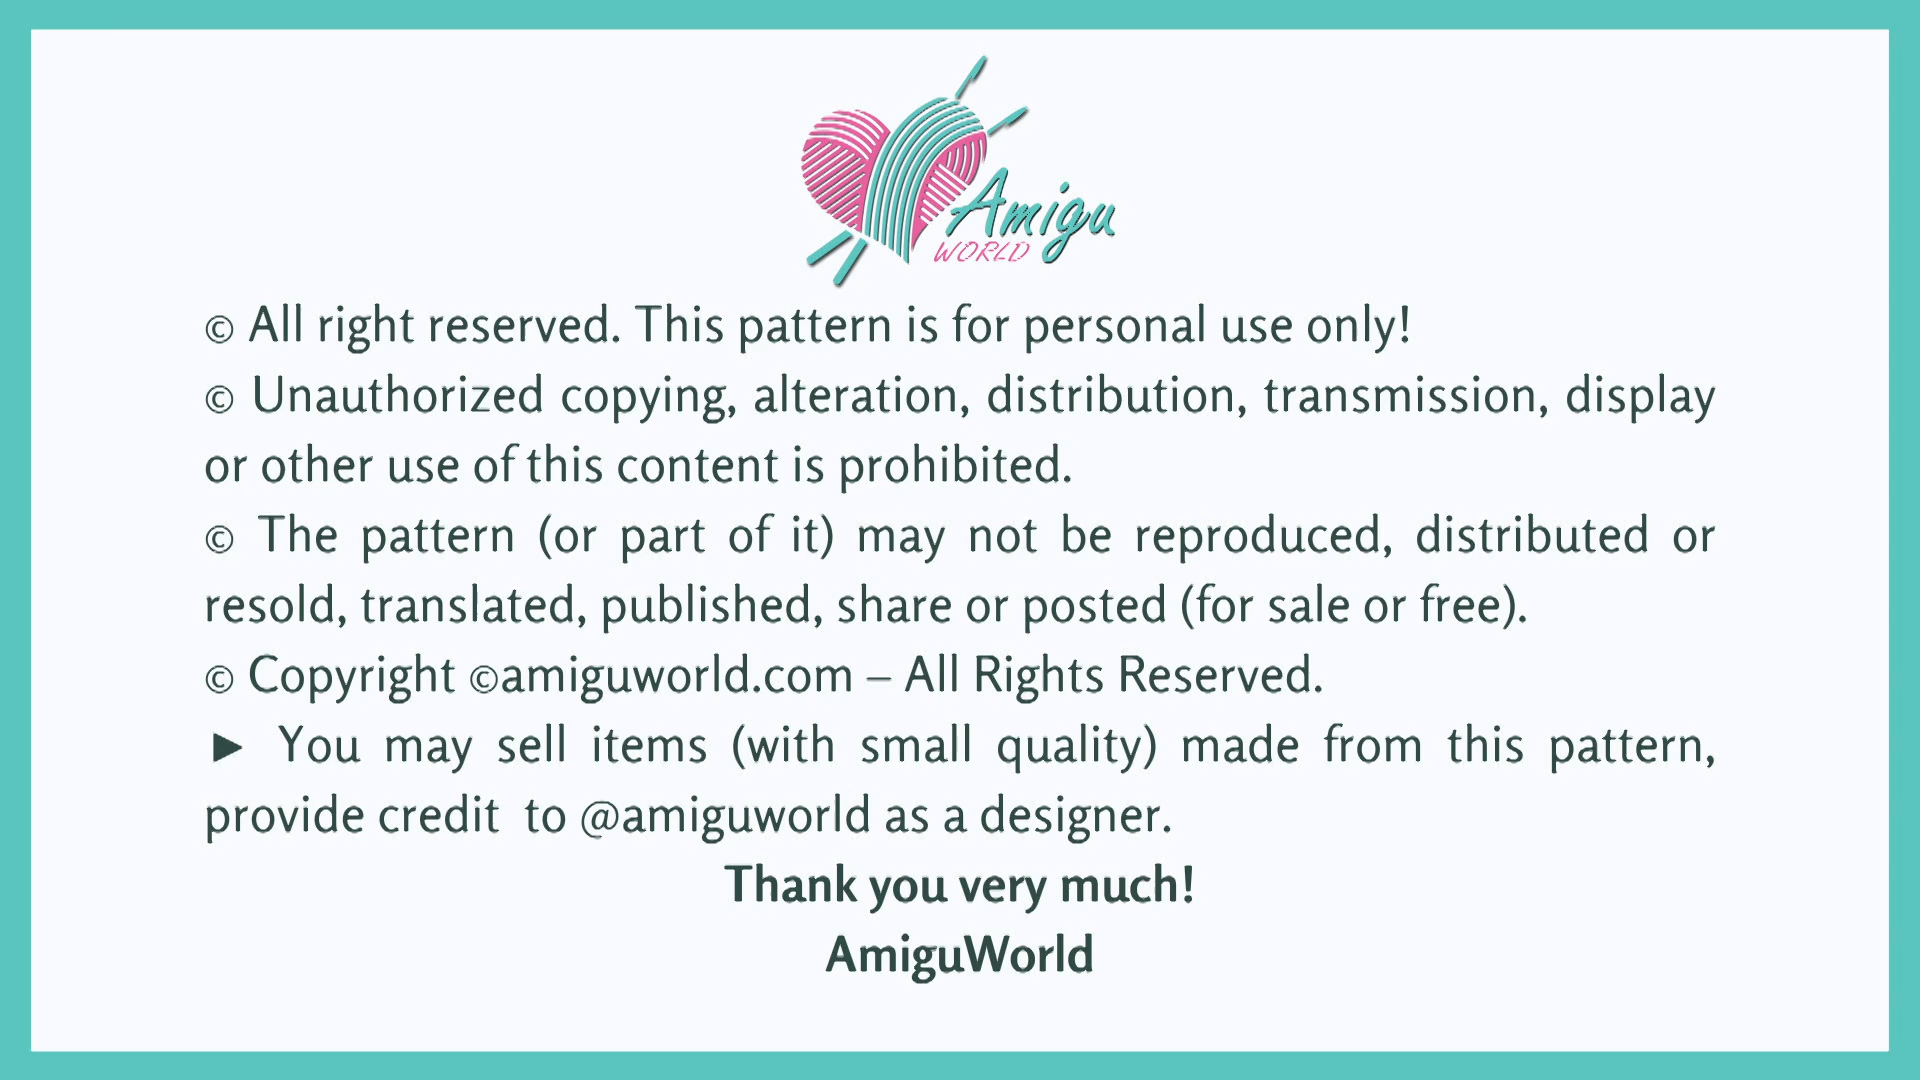 Amigu
WORLD
© All right reserved. This pattern is for personal use only!
© Unauthorized copying, alteration, distribution, transmission, display
or other use of this content is prohibited.
© The pattern (or part of it) may not be reproduced, distributed or
resold, translated, published, share or posted (for sale or free).
© Copyright ©amiguworld.com – All Rights Reserved.
► You may sell items (with small quality) made from this pattern,
provide credit  to @amiguworld as a designer.
Thank you very much!
AmiguWorld